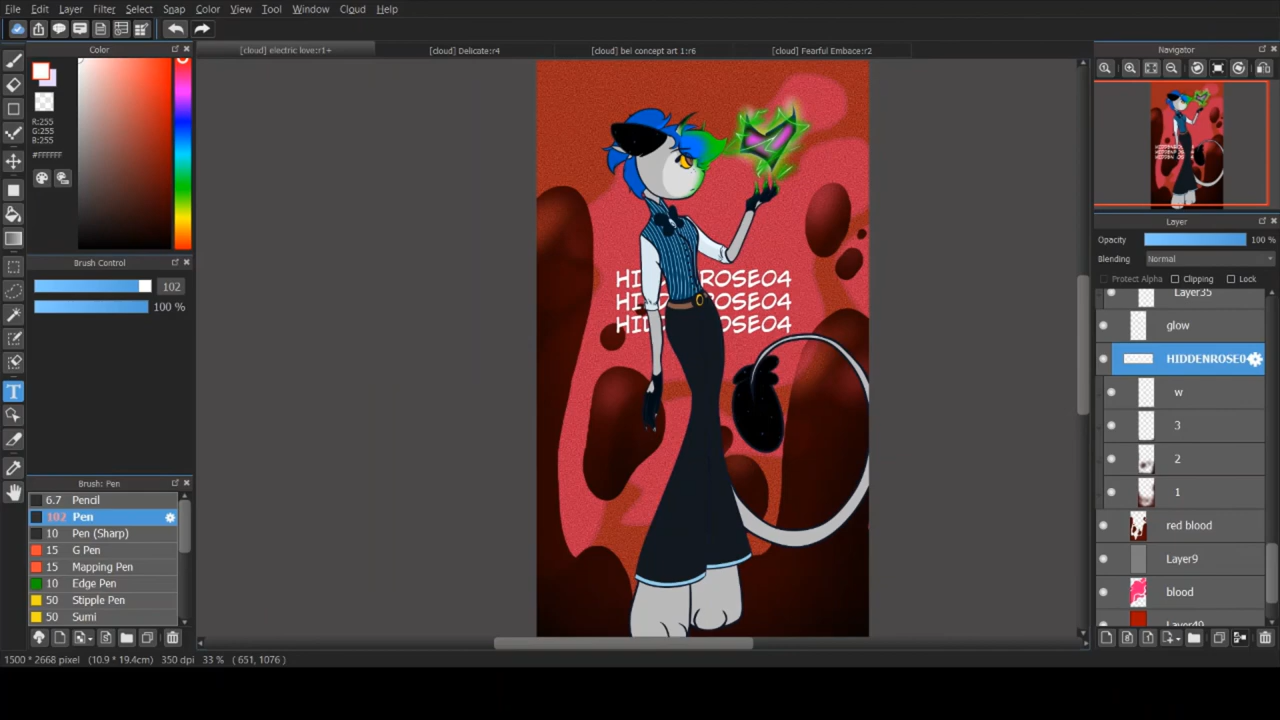 File Edit Layer Filter Select Snap Color View Tool Window Cloud Help
Color
[cloud] electric love:r1+ [cloud] Delicate:r4 [cloud] bel concept art 1:r6 [cloud] Fearful Embace:r2
Navigator
R:255
G:255
B:255
#FFFFFF
Brush Control
102
100 %
Brush: Pen
6.7 Pencil
102 Pen
10 Pen (Sharp)
15 G Pen
15 Mapping Pen
10 Edge Pen
50 Stipple Pen
50 Sumi
1500 * 2668 pixel (10.9 * 19.4cm) 350 dpi 33 % ( 651, 1076 )
Layer
Opacity 100 %
Blending Normal
Protect Alpha Clipping Lock
Layer35
glow
HIDDENROSE0
w
3
2
1
red blood
Layer9
blood
Layer40